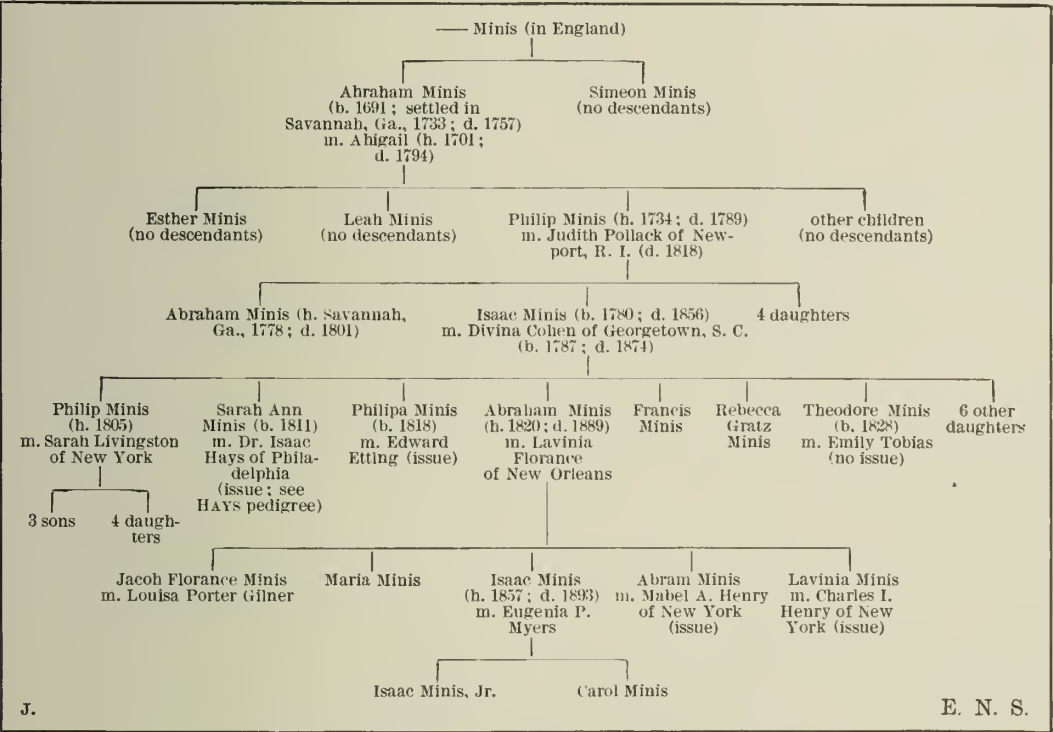 — Minis (in England)
Ahraham Minis
(b. 1691; settled in
Savannah, Ga., 1733; d. 1757)
m. Ahigail (h. 1701;
d. 1794)
Simeon Minis
(no descendants)
Esther Minis
(no descendants)
Leah Minis
(no descendants)
Philip Minis (h. 1734; d. 1789)
m. Judith Pollack of New-
port, R. I. (d. 1818)
other children
(no descendants)
Abraham Minis (h. Savannah,
Ga., 1778; d. 1801)
Isaac Minis (b. 1780; d. 1856)
m. Divina Cohen of Georgetown, S. C.
(b. 1787; d. 1874)
4 daughters
Philip Minis
(h. 1805)
m. Sarah Livingston
of New York
Sarah Ann
Minis (b. 1811)
m. Dr. Isaac
Hays of Phila-
delphia
(issue; see
HAYS pedigree)
Philipa Minis
(b. 1818)
m. Edward
Etting (issue)
Abraham Minis
(h. 1820; d. 1889)
m. Lavinia
Florance
of New Orleans
Francis
Minis
Rebecca
Gratz
Minis
Theodore Minis
(b. 1828)
m. Emily Tobias
(no issue)
6 other
daughters
3 sons
4 daugh-
ters
Jacob Florance Minis
m. Louisa Porter Gilner
Maria Minis
Isaac Minis
(h. 1857; d. 1893)
m. Eugenia P.
Myers
Abram Minis
m. Mabel A. Henry
of New York
(issue)
Lavinia Minis
m. Charles I.
Henry of New
York (issue)
Isaac Minis, Jr.
Carol Minis
J.
E. N. S.